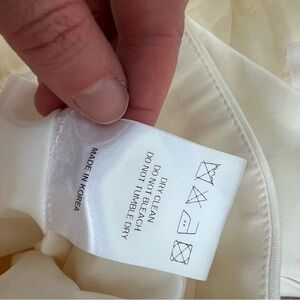 DRY CLEAN
DO NOT BLEACH
DO NOT TUMBLE DRY
MADE IN KOREA